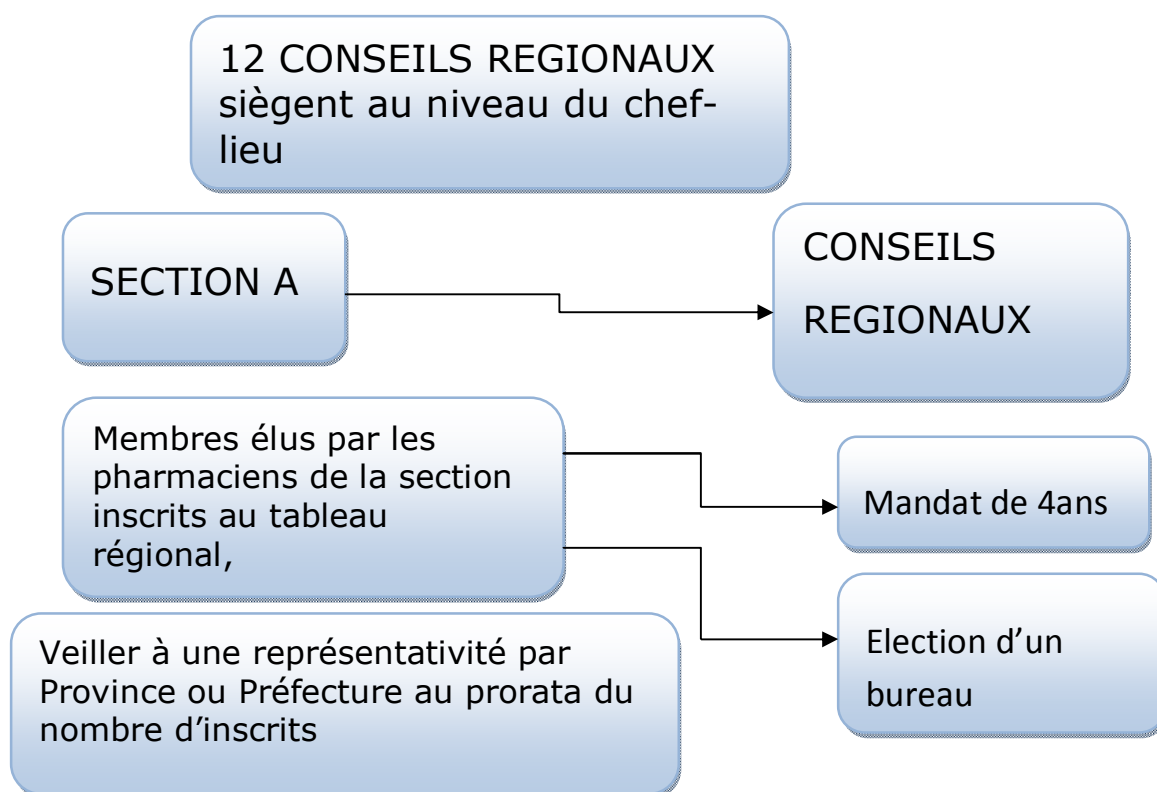 12 CONSEILS REGIONAUX
siègent au niveau du chef-
lieu
SECTION A
CONSEILS
REGIONAUX
Membres élus par les
pharmaciens de la section
inscrits au tableau
régional,
Mandat de 4ans
Election d’un
bureau
Veiller à une représentativité par
Province ou Préfecture au prorata du
nombre d’inscrits